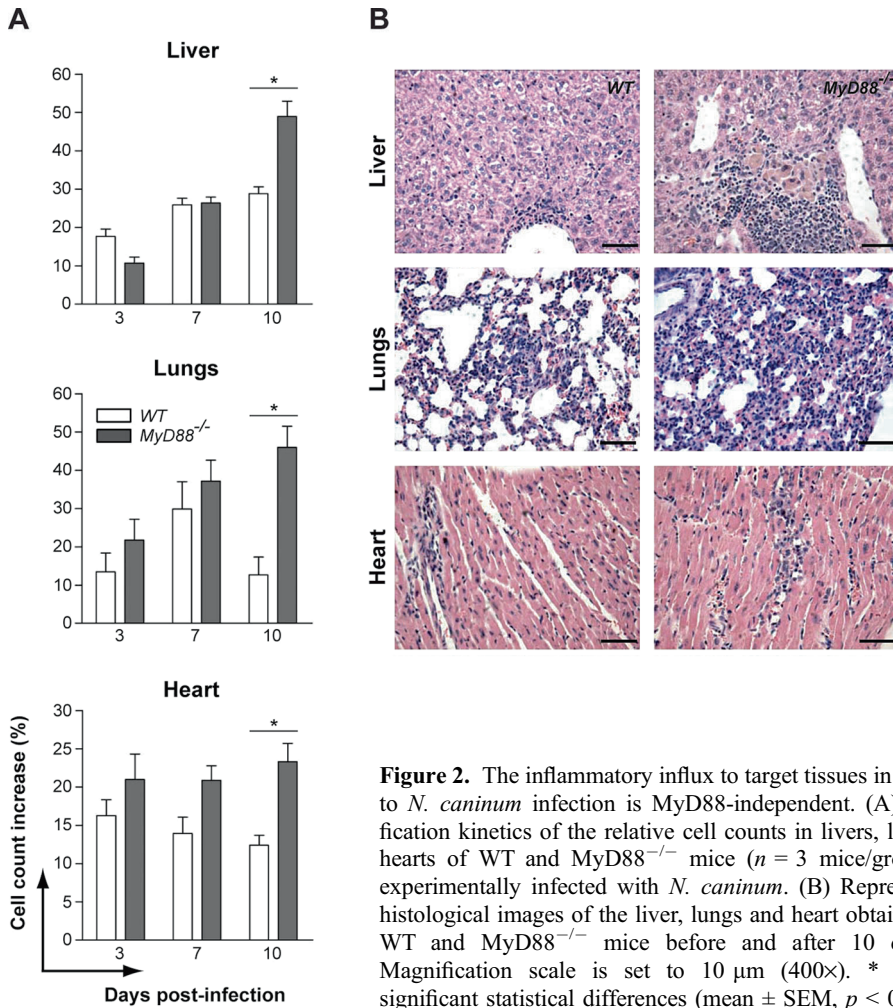 A
B
Liver
60
50
40
30
20
10
0
*
3
7
10
Lungs
60
50
40
30
20
10
0
WT
MyD88-/-
*
3
7
10
Heart
30
25
20
15
10
5
0
*
3
7
10
Cell count increase (%)
Days post-infection
WT
MyD88-/-
Liver
Lungs
Heart
Figure 2. The inflammatory influx to target tissues in
to N. caninum infection is MyD88-independent. (A)
fication kinetics of the relative cell counts in livers,
hearts of WT and MyD88−/− mice (n = 3
experimentally infected with N. caninum. (B)
histological images of the liver, lungs and heart
WT and MyD88−/− mice before and after 10
Magnification scale is set to 10 μm (400×). *
significant statistical differences (mean ± SEM, p <